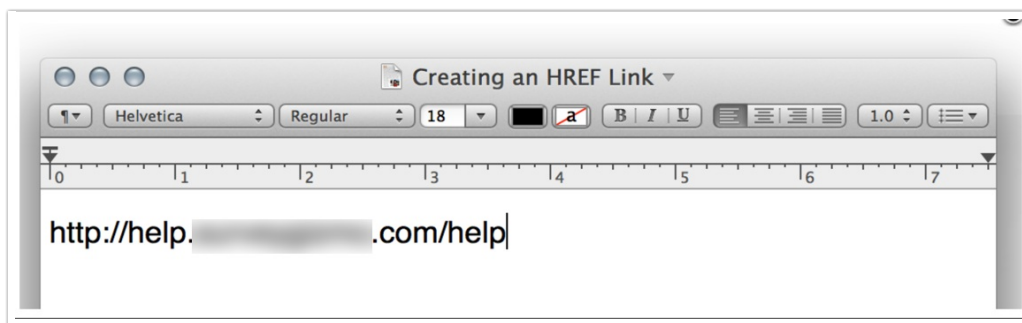 Creating an HREF Link
Helvetica Regular 18 a B I U 1.0
0 1 2 3 4 5 6 7
http://help. .com/help